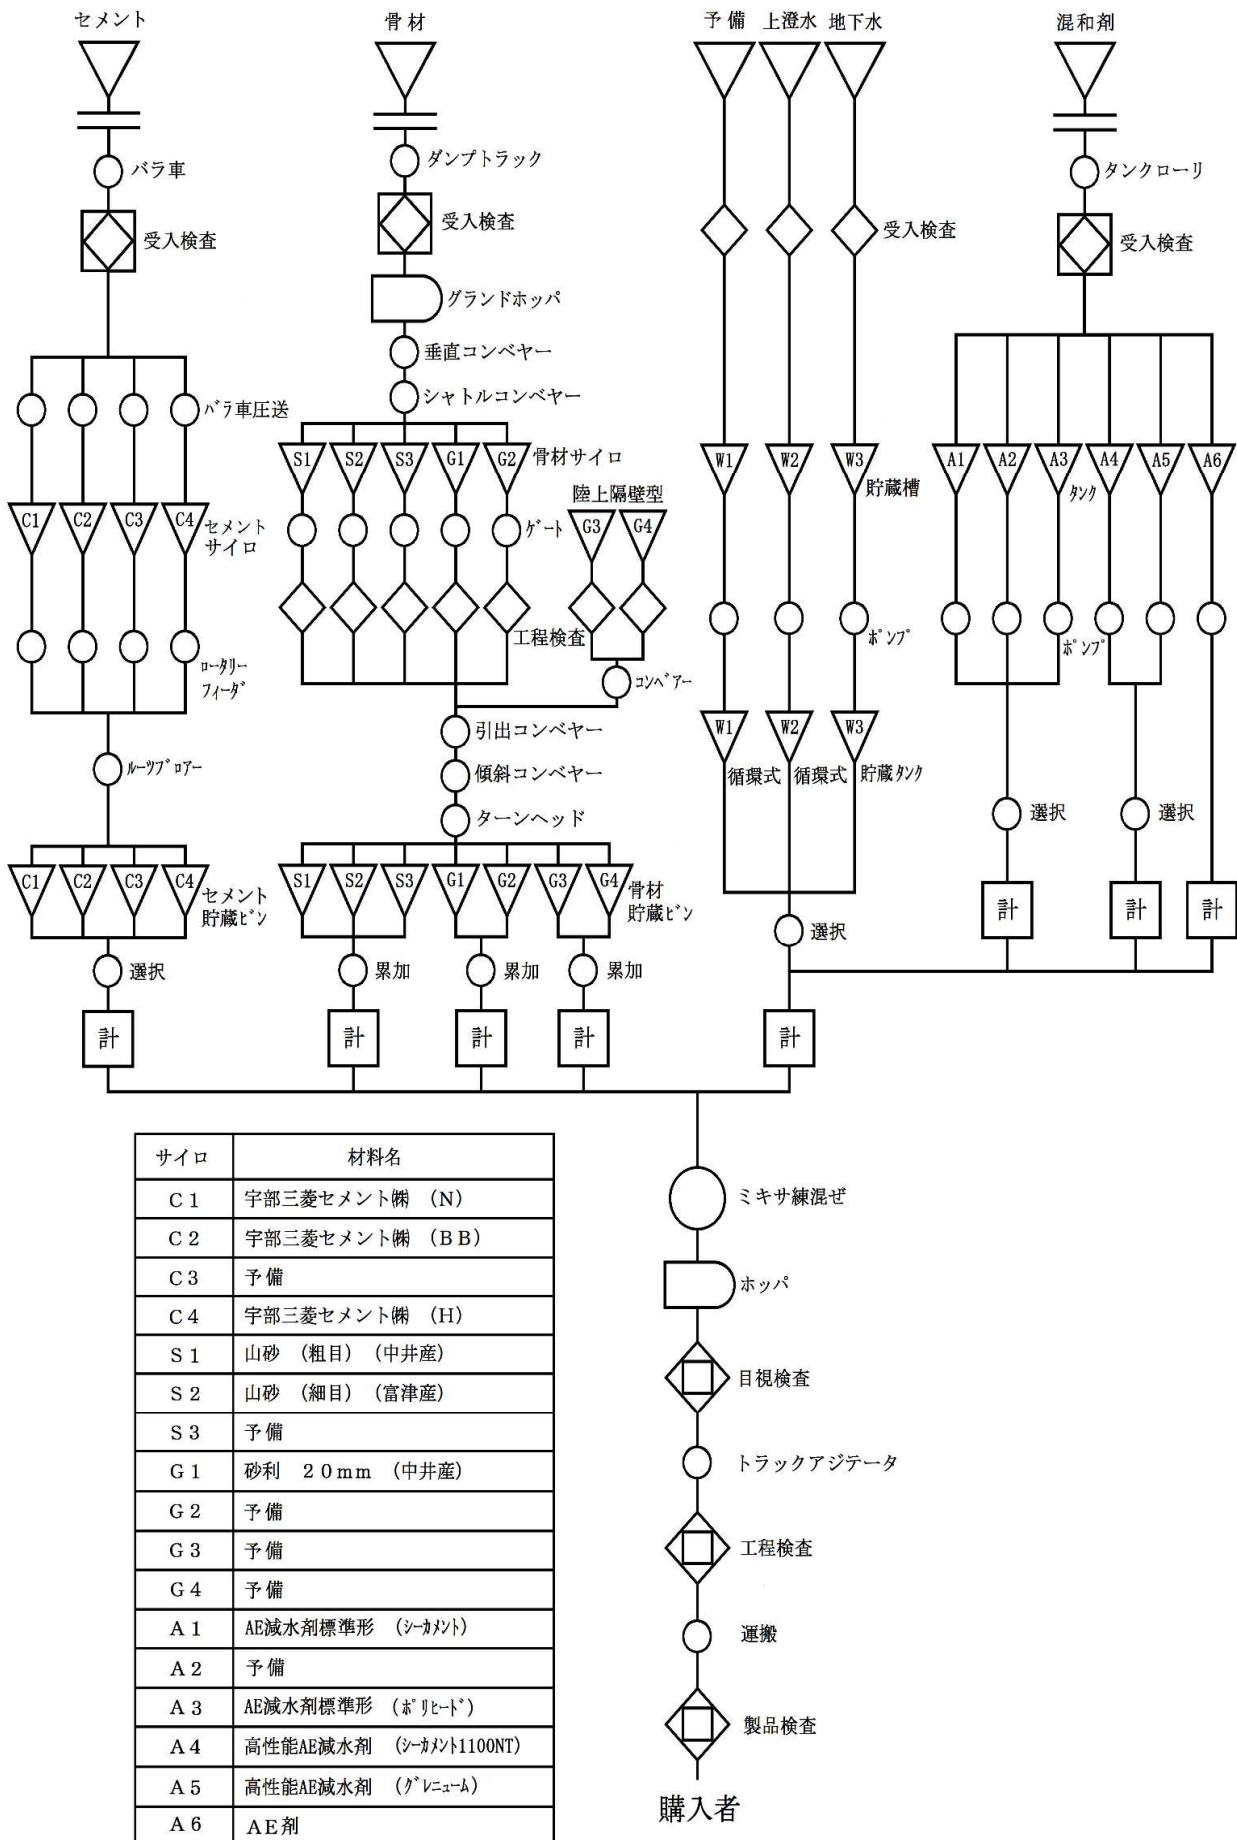 セメント
骨材
予備 上澄水 地下水
混和剤
バラ車
ダンプトラック
タンクローリ
受入検査
受入検査
受入検査
受入検査
グランドホッパ
垂直コンベヤー
シャトルコンベヤー
バラ車圧送
S1 S2 S3 G1 G2 骨材サイロ
W1 W2 W3 貯蔵槽
A1 A2 A3 A4 A5 A6
タンク
陸上隔壁型
C1 C2 C3 C4 セメント
サイロ
ゲート
G3 G4
工程検査
ロータリー
フィーダ
ポンプ
ポンプ
コンベアー
引出コンベヤー
ルーツブロアー
傾斜コンベヤー
W1 W2 W3
循環式 循環式 貯蔵タンク
ターンヘッド
選択 選択
C1 C2 C3 C4 セメント
貯蔵ビン
S1 S2 S3 G1 G2 G3 G4 骨材
貯蔵ビン
計 計 計
選択
選択 累加 累加 累加
計 計 計 計 計
サイロ 材料名
C1 宇部三菱セメント㈱ (N)
C2 宇部三菱セメント㈱ (BB)
C3 予備
C4 宇部三菱セメント㈱ (H)
S1 山砂 (粗目) (中井産)
S2 山砂 (細目) (富津産)
S3 予備
G1 砂利 20mm (中井産)
G2 予備
G3 予備
G4 予備
A1 AE減水剤標準形 (シーカメント)
A2 予備
A3 AE減水剤標準形 (ポリヒード)
A4 高性能AE減水剤 (シーカメント1100NT)
A5 高性能AE減水剤 (グレニューム)
A6 AE剤
ミキサ練混ぜ
ホッパ
目視検査
トラックアジテータ
工程検査
運搬
製品検査
購入者